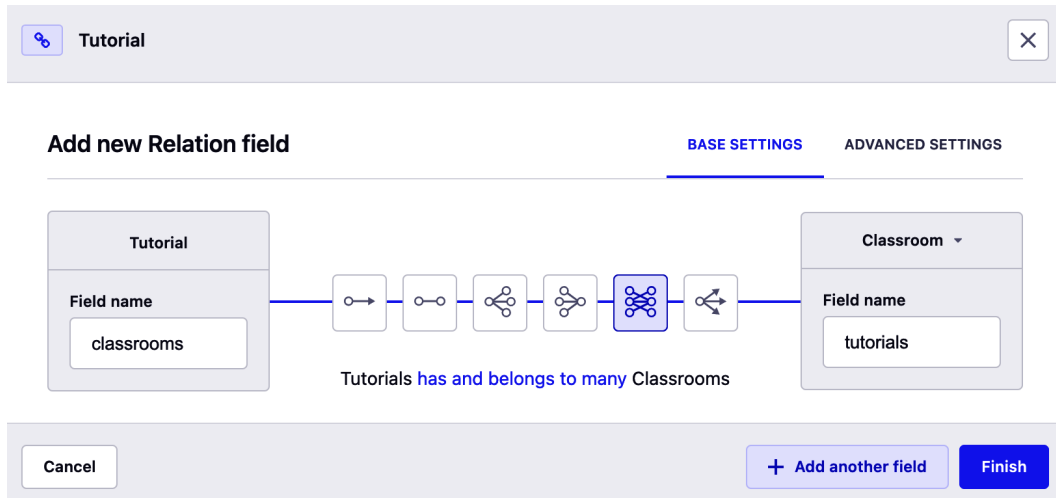 Tutorial
Add new Relation field
BASE SETTINGS
ADVANCED SETTINGS
Tutorial
Field name
classrooms
Classroom
Field name
tutorials
Tutorials has and belongs to many Classrooms
Cancel
+ Add another field
Finish